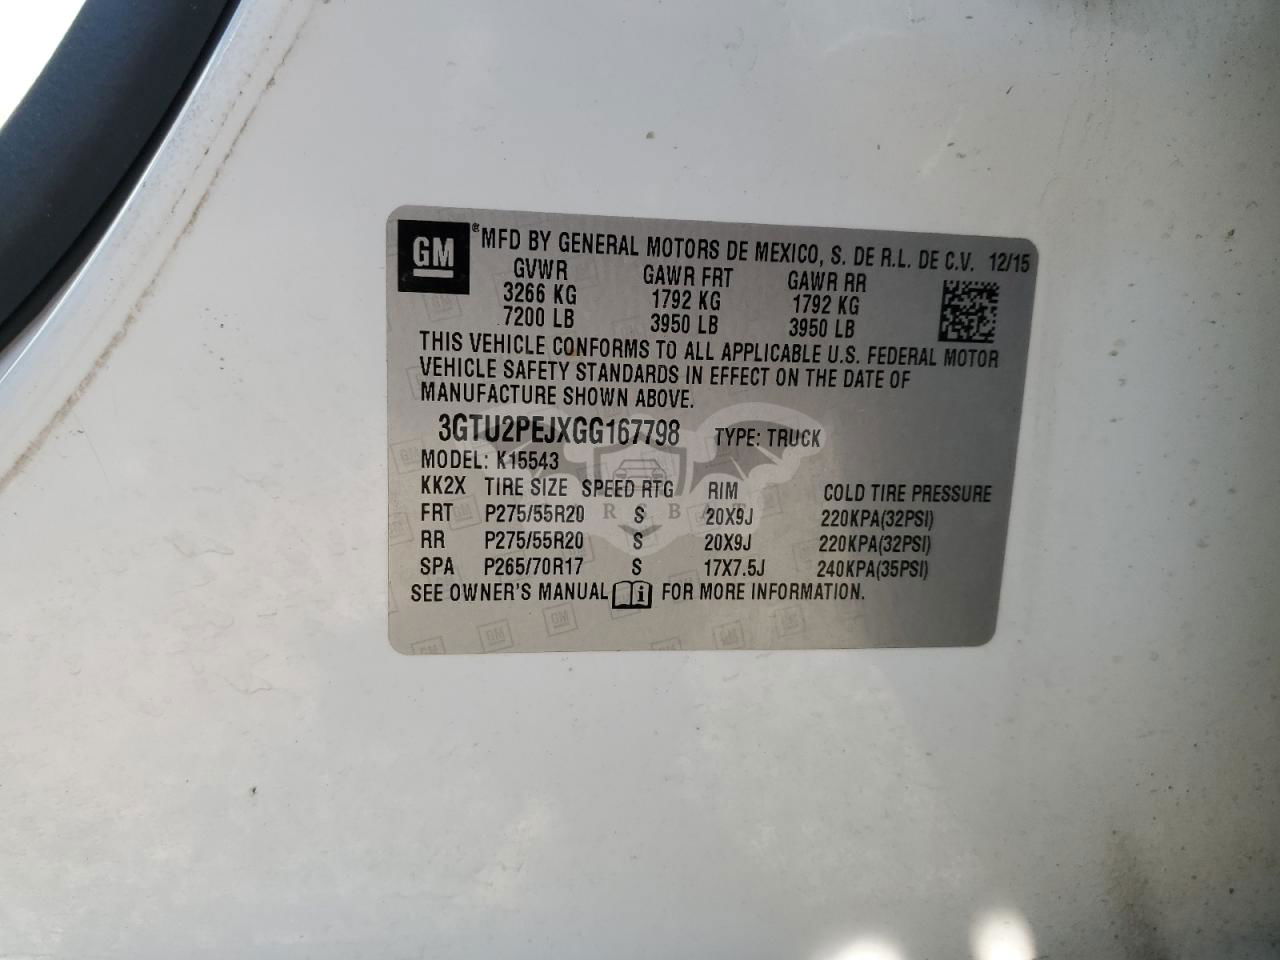 GM ® MFD BY GENERAL MOTORS DE MEXICO, S. DE R.L. DE C.V. 12/15
GVWR GAWR FRT GAWR RR
3266 KG 1792 KG 1792 KG
7200 LB 3950 LB 3950 LB
THIS VEHICLE CONFORMS TO ALL APPLICABLE U.S. FEDERAL MOTOR
VEHICLE SAFETY STANDARDS IN EFFECT ON THE DATE OF
MANUFACTURE SHOWN ABOVE.
3GTU2PEJXGG167798 TYPE: TRUCK
MODEL: K15543
KK2X TIRE SIZE SPEED RTG RIM COLD TIRE PRESSURE
FRT P275/55R20 S 20X9J 220KPA(32PSI)
RR P275/55R20 S 20X9J 220KPA(32PSI)
SPA P265/70R17 S 17X7.5J 240KPA(35PSI)
SEE OWNER'S MANUAL i FOR MORE INFORMATION.